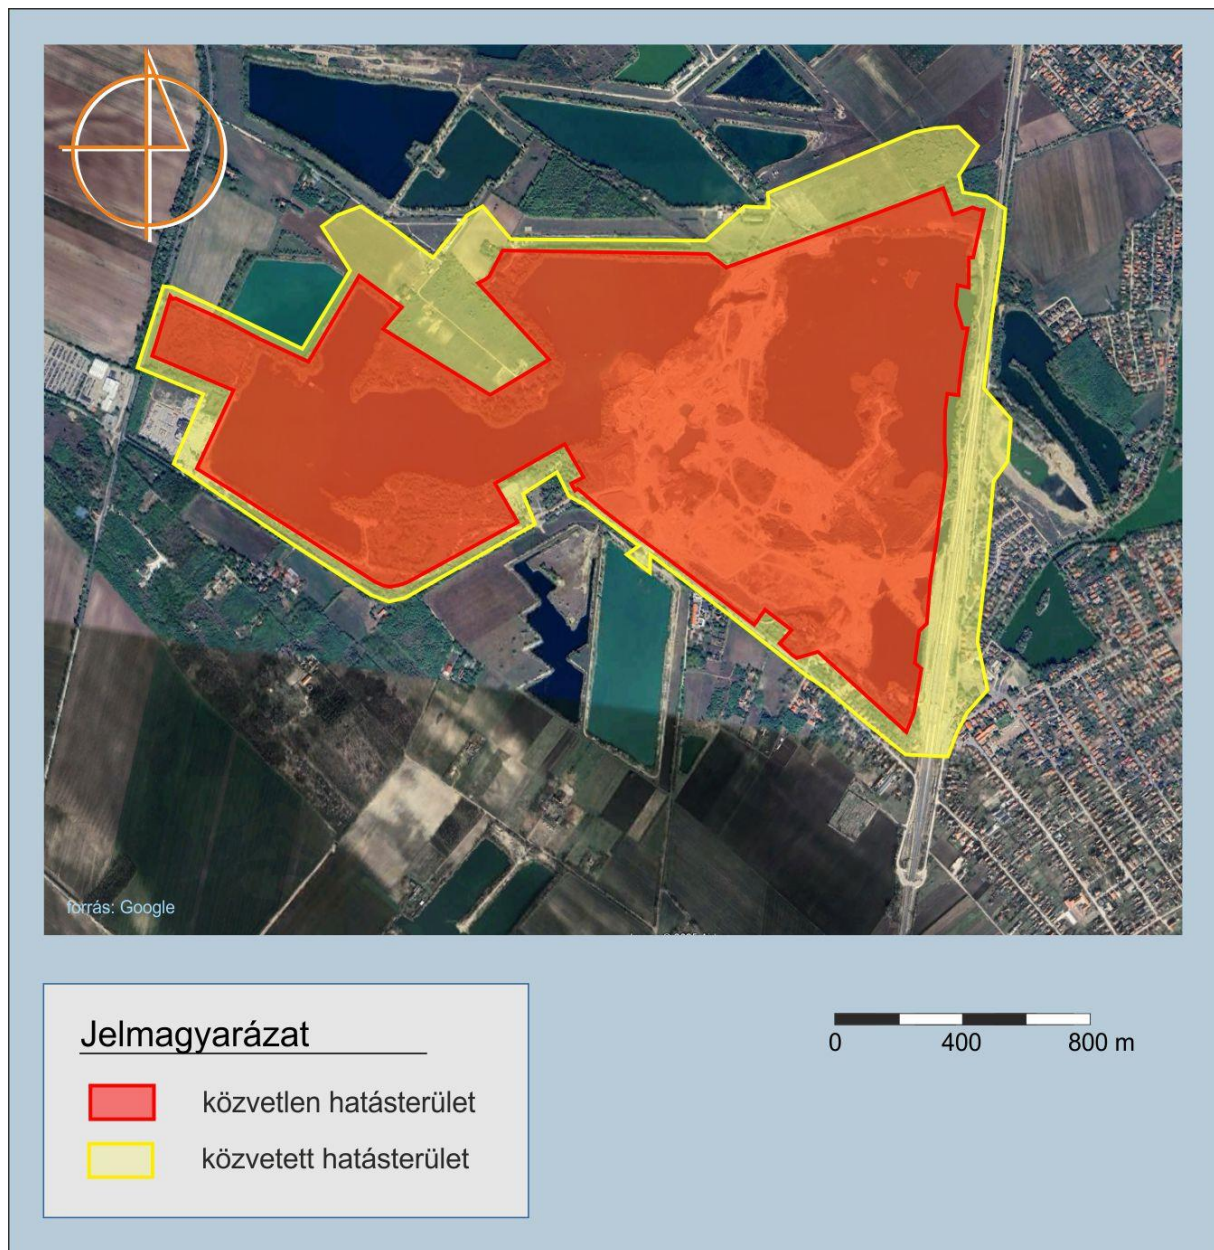 forrás: Google
Jelmagyarázat
közvetlen hatásterület
közvetett hatásterület
0 400 800 m